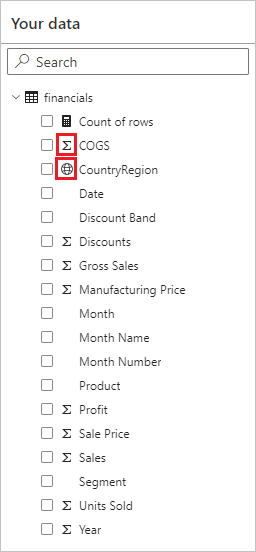 Your data
Search
financials
Count of rows
Σ COGS
CountryRegion
Date
Discount Band
Σ Discounts
Σ Gross Sales
Σ Manufacturing Price
Month
Month Name
Month Number
Product
Σ Profit
Σ Sale Price
Σ Sales
Segment
Σ Units Sold
Σ Year